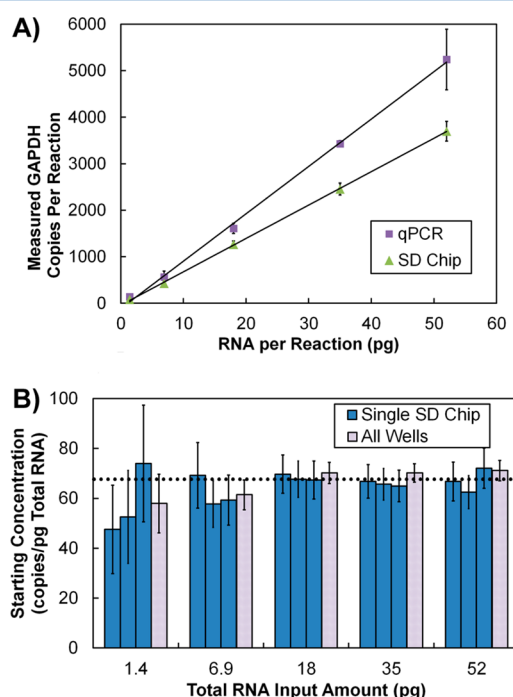 A)
Measured GAPDH
Copies Per Reaction
6000
5000
4000
3000
2000
1000
0
0 10 20 30 40 50 60
RNA per Reaction (pg)
qPCR
SD Chip
B)
Starting Concentration
(copies/pg Total RNA)
100
80
60
40
20
0
Single SD Chip
All Wells
1.4 6.9 18 35 52
Total RNA Input Amount (pg)